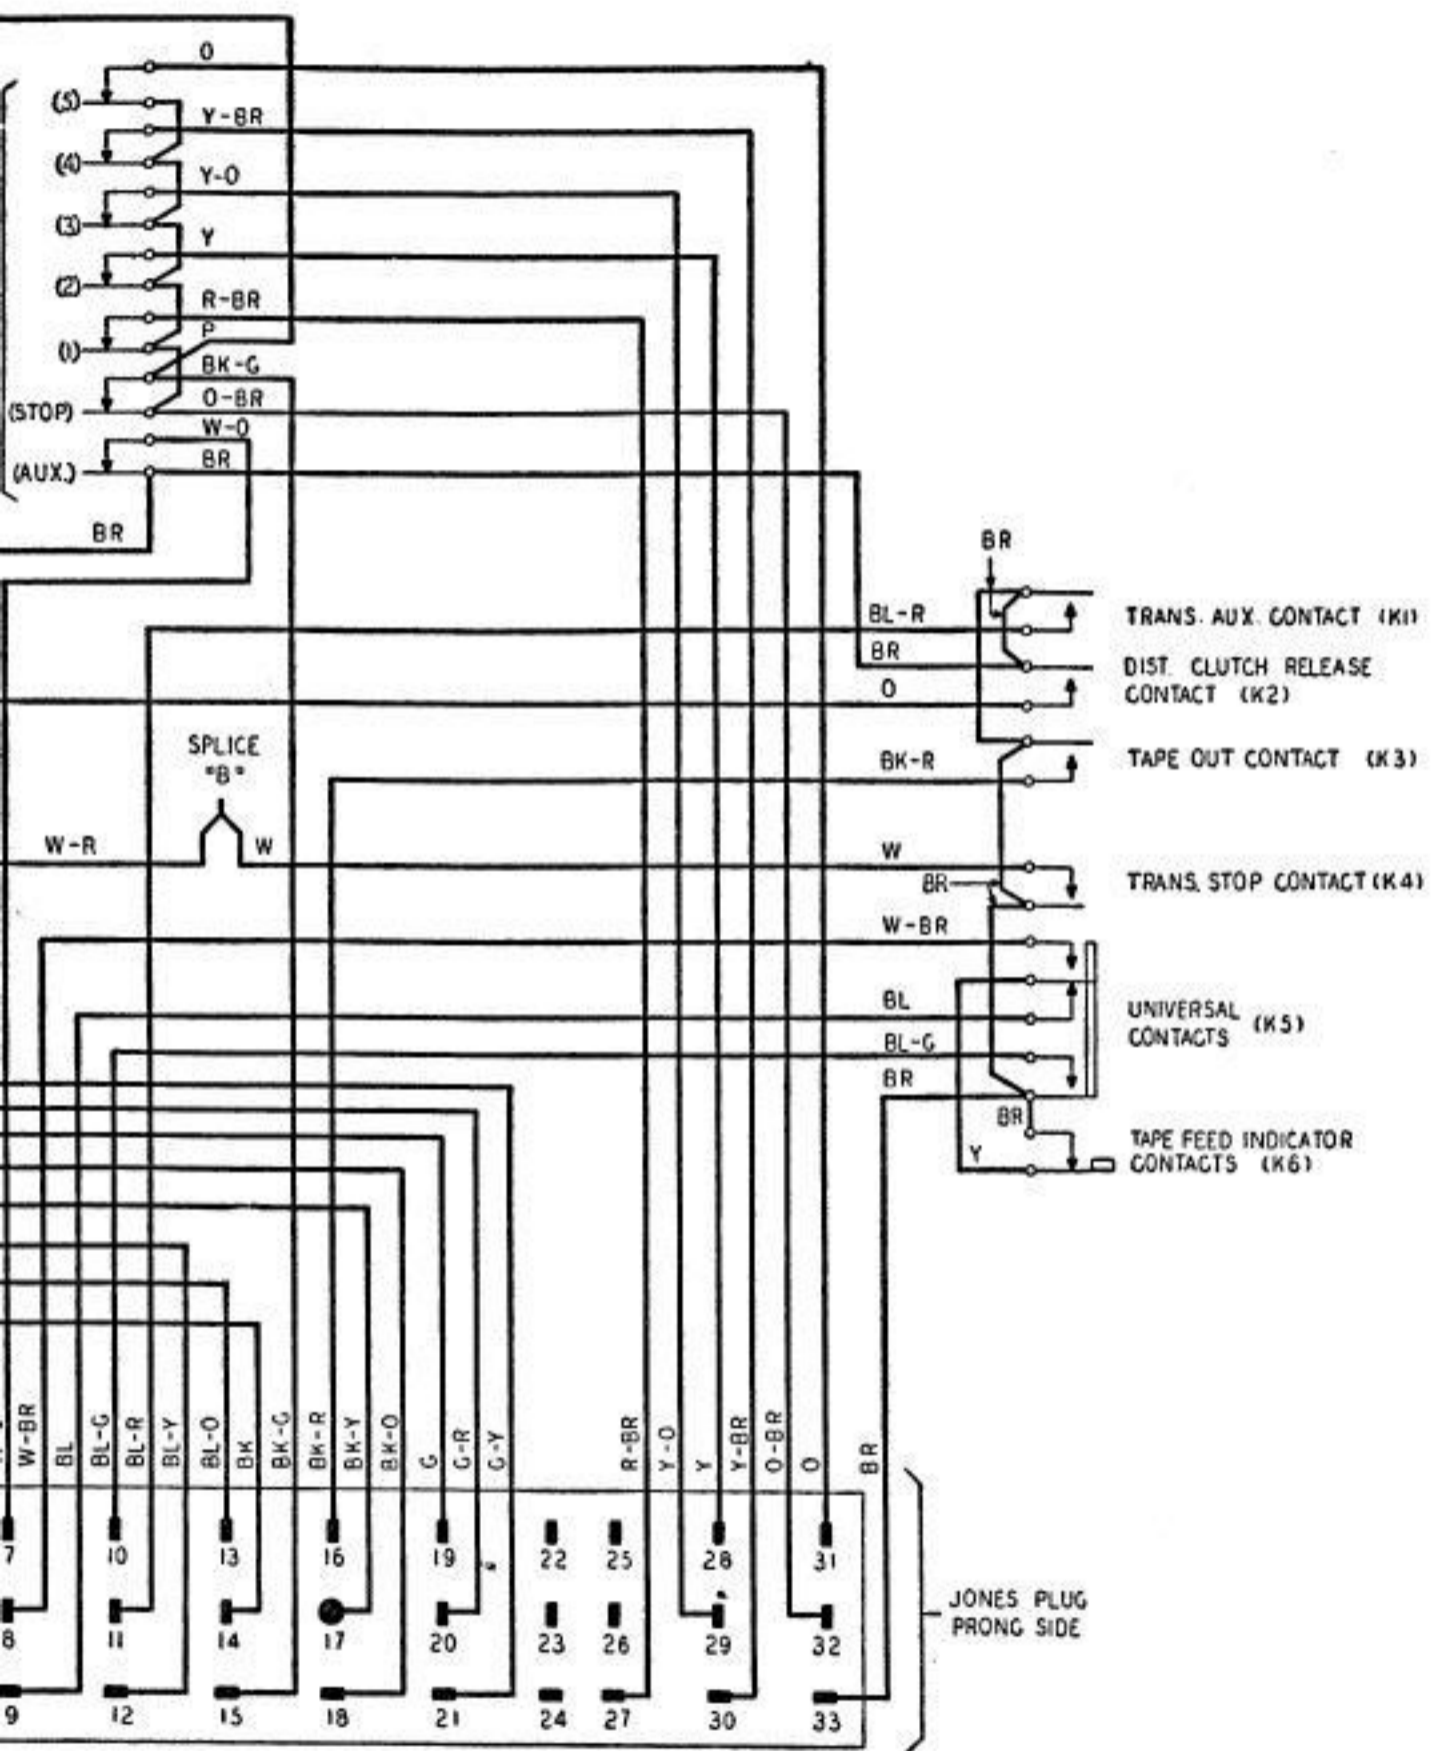 O
(5)
Y-BR
(4)
Y-O
(3)
Y
(2)
R-BR
P
(1)
BK-G
(STOP)
O-BR
W-O
BR
(AUX.)
BR
BR
BL-R
TRANS. AUX. CONTACT (K1)
BR
DIST. CLUTCH RELEASE
CONTACT (K2)
O
SPLICE
"B"
BK-R
TAPE OUT CONTACT (K3)
W-R
W
W
BR
TRANS. STOP CONTACT (K4)
W-BR
BL
UNIVERSAL
CONTACTS
(K5)
BL-G
BR
BR
Y
TAPE FEED INDICATOR
CONTACTS (K6)
W-BR
BL
BL-G
BL-R
BL-Y
BL-O
BK
BK-G
BK-R
BK-Y
BK-O
G
G-R
G-Y
R-BR
Y-O
Y
Y-BR
O-BR
O
BR
7 10 13 16 19 22 25 28 31
8 11 14 17 20 23 26 29 32
9 12 15 18 21 24 27 30 33
JONES PLUG
PRONG SIDE